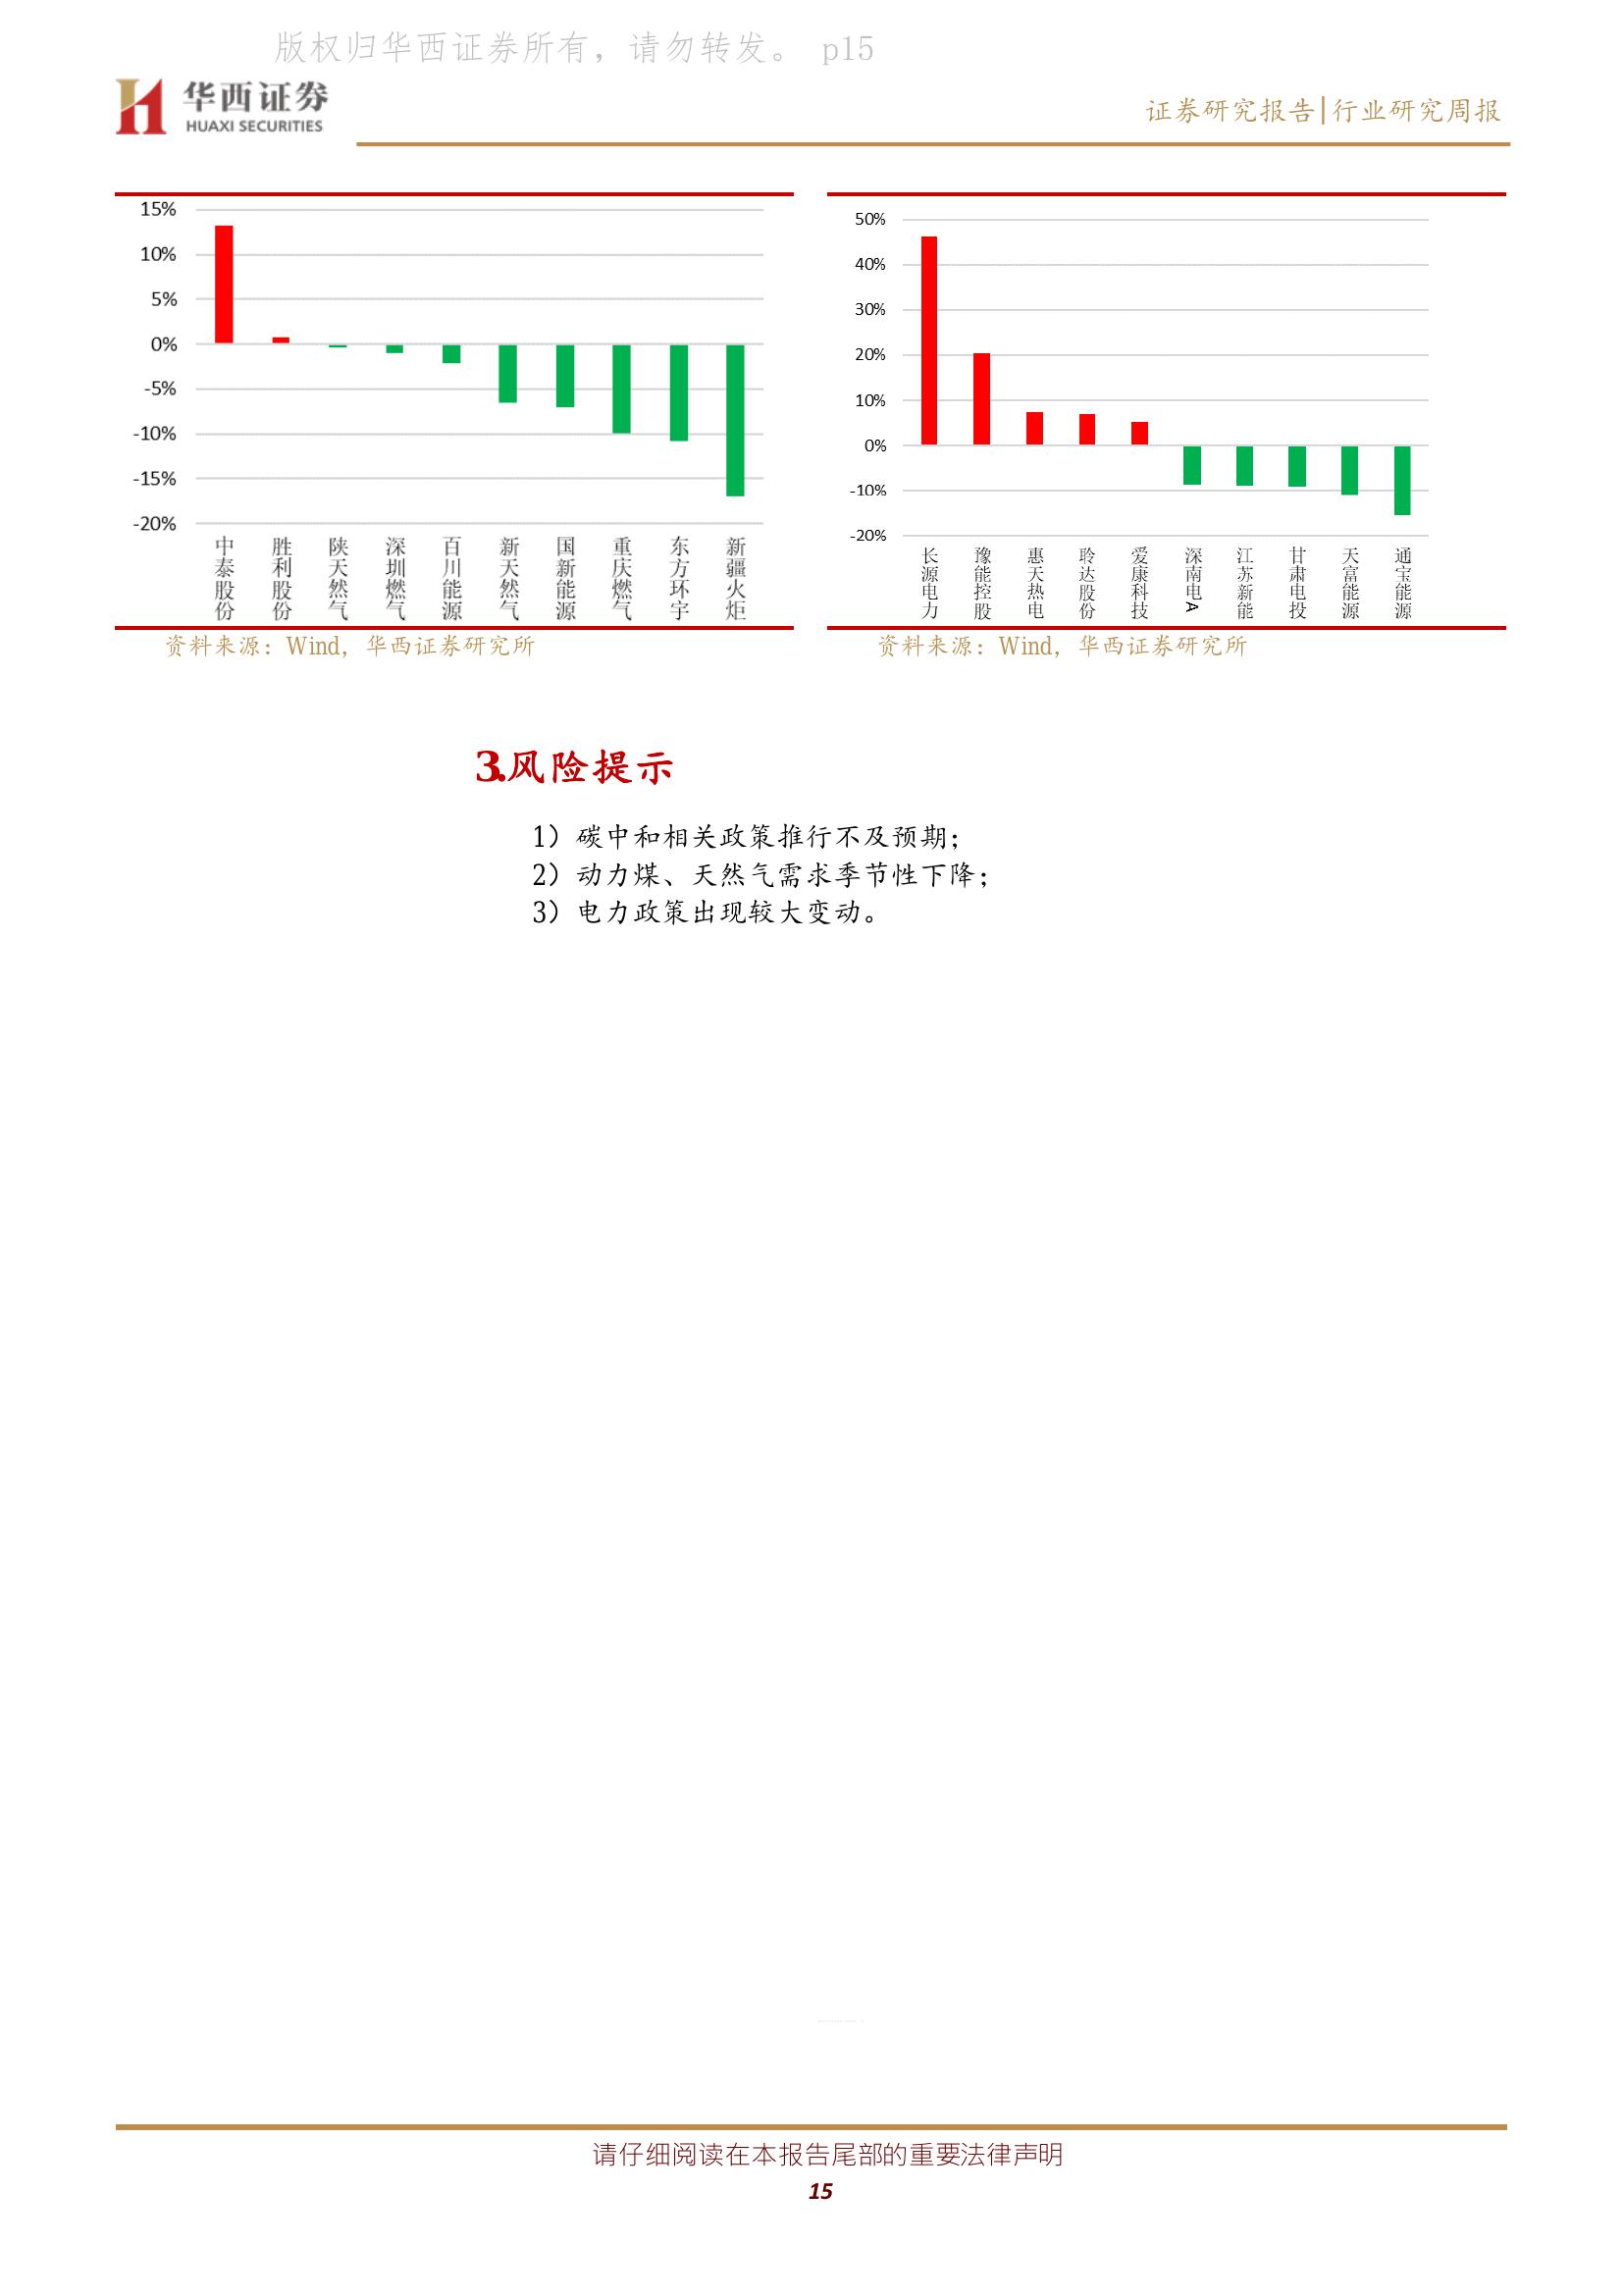 版权归华西证券所有，请勿转发。 p15
华西证券
HUAXI SECURITIES
证券研究报告|行业研究周报
15%
10%
5%
0%
-5%
-10%
-15%
-20%
中泰股份
胜利股份
陕天然气
深圳燃气
百川能源
新天然气
国新能源
重庆燃气
东方环宇
新疆火炬
资料来源：Wind，华西证券研究所
50%
40%
30%
20%
10%
0%
-10%
-20%
长源电力
豫能控股
惠天热电
聆达股份
爱康科技
深南电A
江苏新能
甘肃电投
天富能源
通宝能源
资料来源：Wind，华西证券研究所
3.风险提示
1）碳中和相关政策推行不及预期；
2）动力煤、天然气需求季节性下降；
3）电力政策出现较大变动。
请仔细阅读在本报告尾部的重要法律声明
15